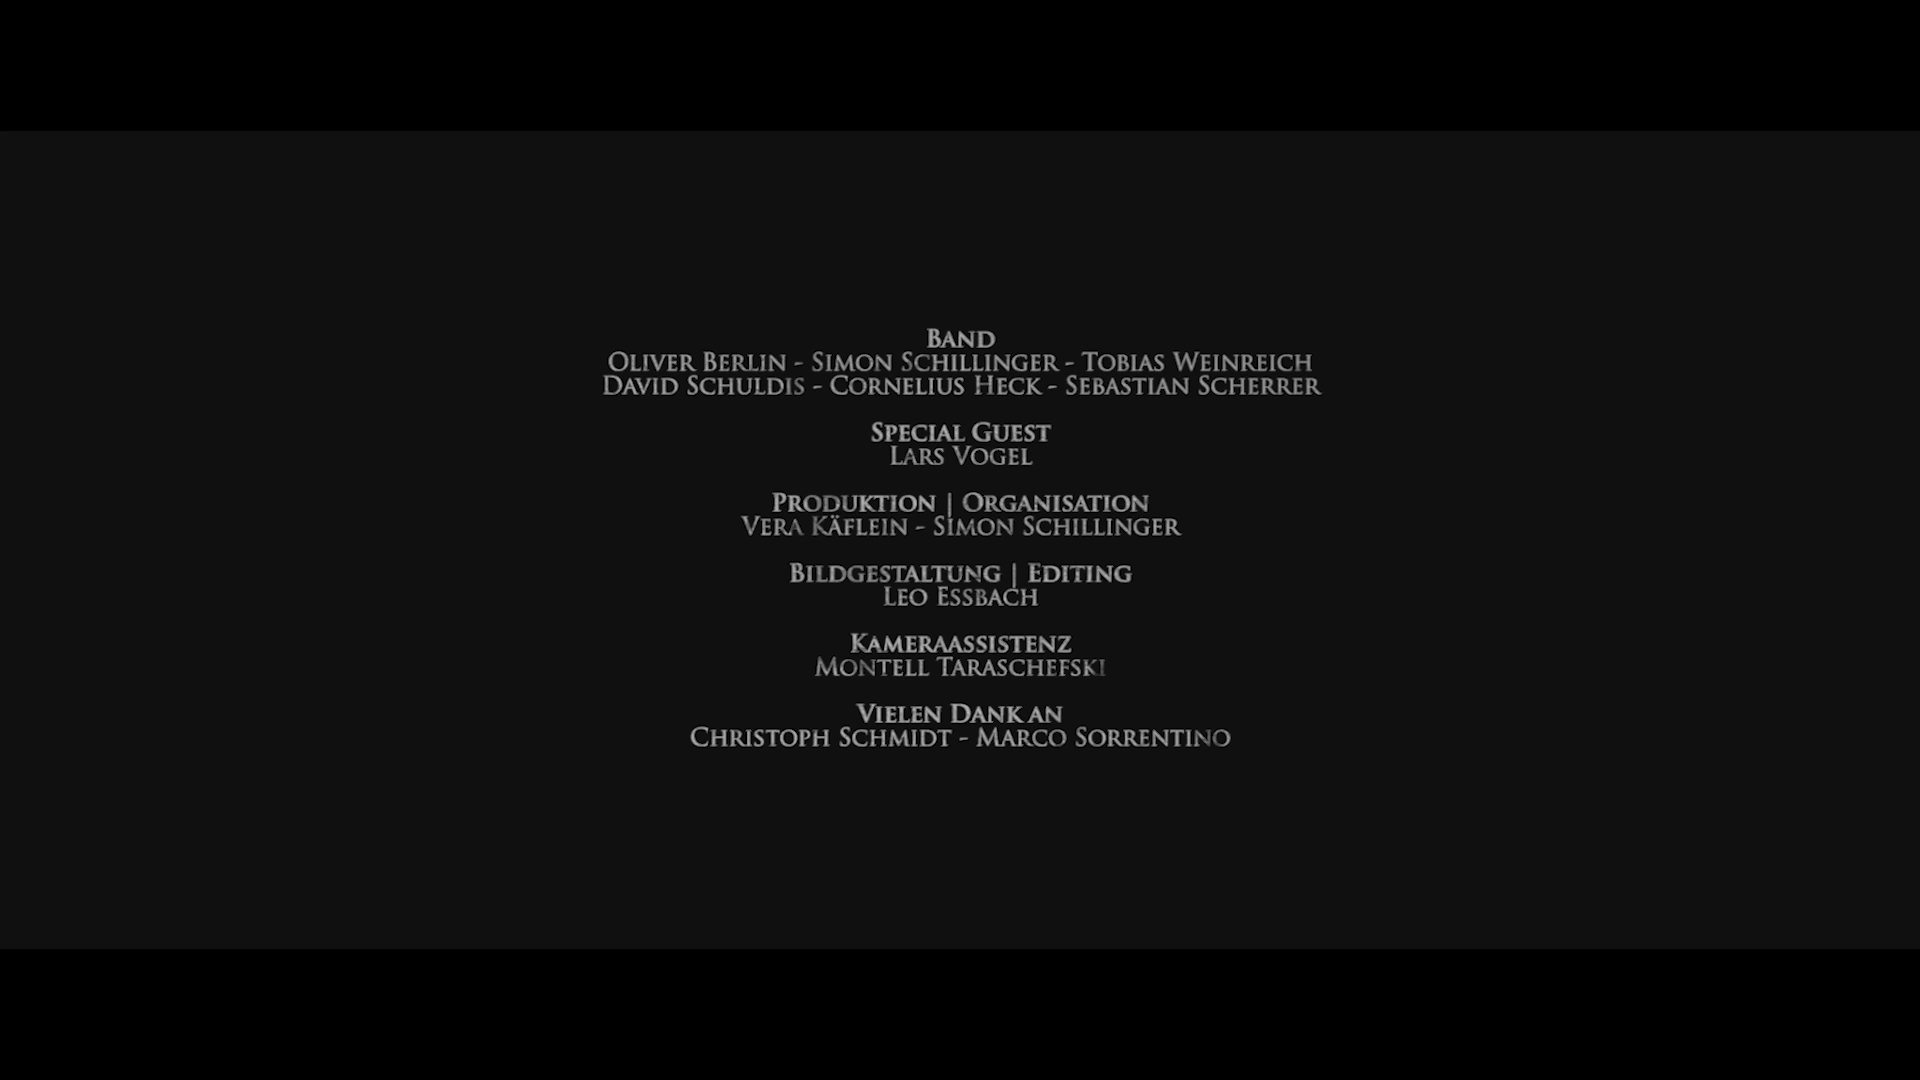 Band
Oliver Berlin - Simon Schillinger - Tobias Weinreich
David Schuldis - Cornelius Heck - Sebastian Scherrer
Special Guest
Lars Vogel
Produktion | Organisation
Vera Käflein - Simon Schillinger
Bildgestaltung | Editing
Leo Essbach
Kameraassistenz
Montell Taraschefski
Vielen Dank an
Christoph Schmidt - Marco Sorrentino